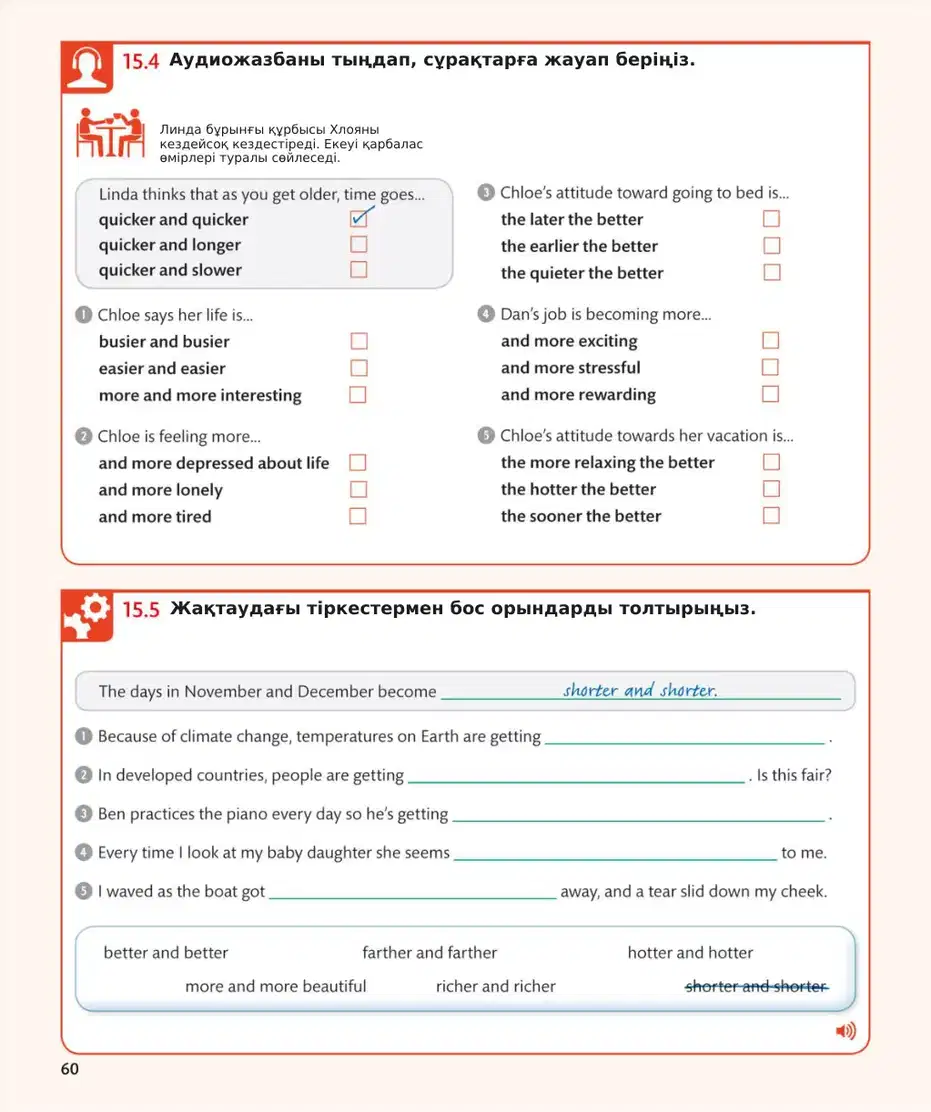 15.4 Аудиожазбаны тыңдап, сұрақтарға жауап беріңіз.
Линда бұрынғы құрбысы Хлояны
кездейсоқ кездестіреді. Екеуі қарбалас
өмірлері туралы сөйлеседі.
Linda thinks that as you get older, time goes...
quicker and quicker
quicker and longer
quicker and slower
1 Chloe says her life is...
busier and busier
easier and easier
more and more interesting
2 Chloe is feeling more...
and more depressed about life
and more lonely
and more tired
3 Chloe's attitude toward going to bed is...
the later the better
the earlier the better
the quieter the better
4 Dan's job is becoming more...
and more exciting
and more stressful
and more rewarding
5 Chloe's attitude towards her vacation is...
the more relaxing the better
the hotter the better
the sooner the better
15.5 Жақтаудағы тіркестермен бос орындарды толтырыңыз.
The days in November and December become shorter and shorter.
1 Because of climate change, temperatures on Earth are getting .
2 In developed countries, people are getting . Is this fair?
3 Ben practices the piano every day so he's getting .
4 Every time I look at my baby daughter she seems to me.
5 I waved as the boat got away, and a tear slid down my cheek.
better and better farther and farther hotter and hotter
more and more beautiful richer and richer shorter and shorter
60